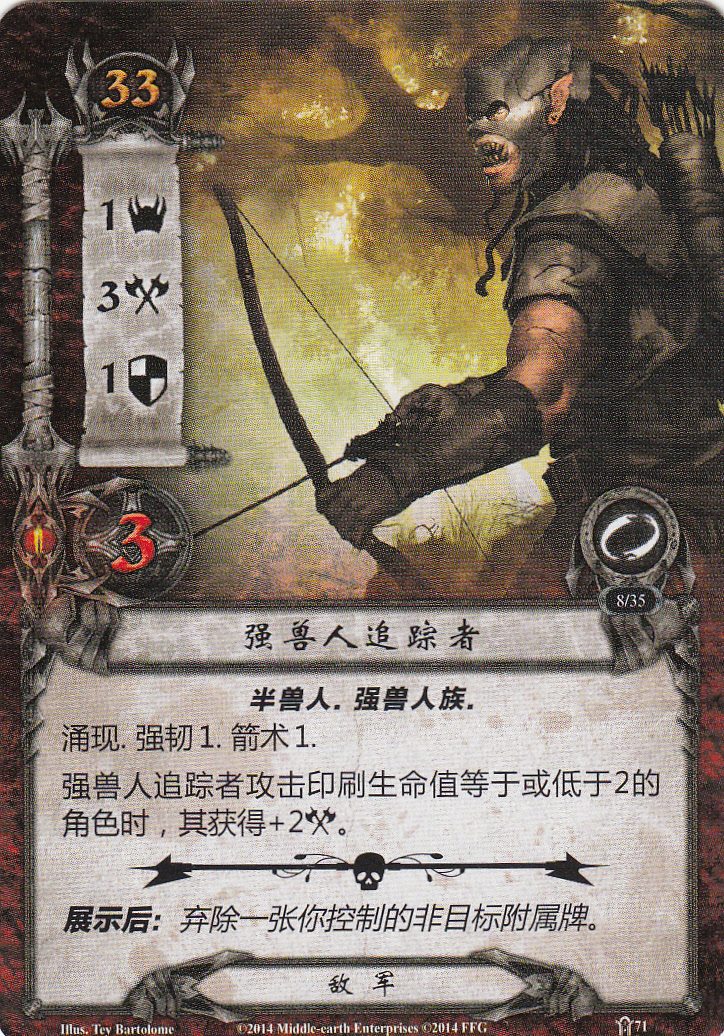 33
1
3
1
3
8/35
强兽人追踪者
半兽人. 强兽人族.
涌现. 强韧1. 箭术1.
强兽人追踪者攻击印刷生命值等于或低于2的
角色时，其获得+2。
展示后：弃除一张你控制的非目标附属牌。
敌军
Illus. Tey Bartolome
©2014 Middle-earth Enterprises ©2014 FFG
71